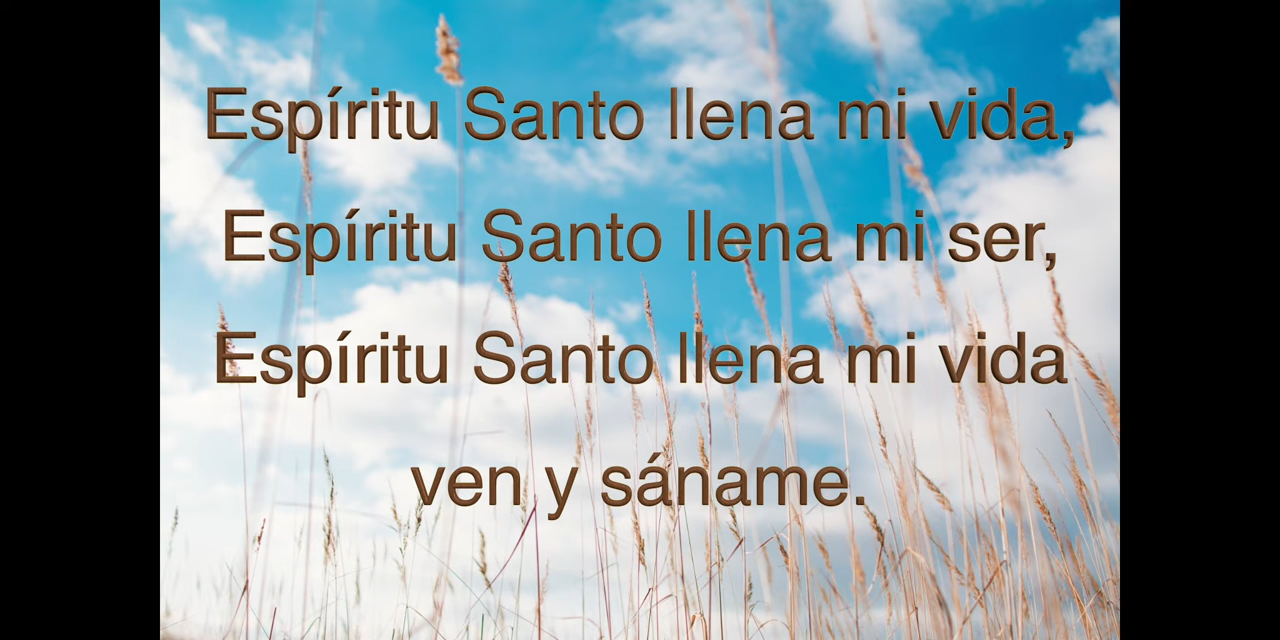 Espíritu Santo llena mi vida,
Espíritu Santo llena mi ser,
Espíritu Santo llena mi vida
ven y sáname.